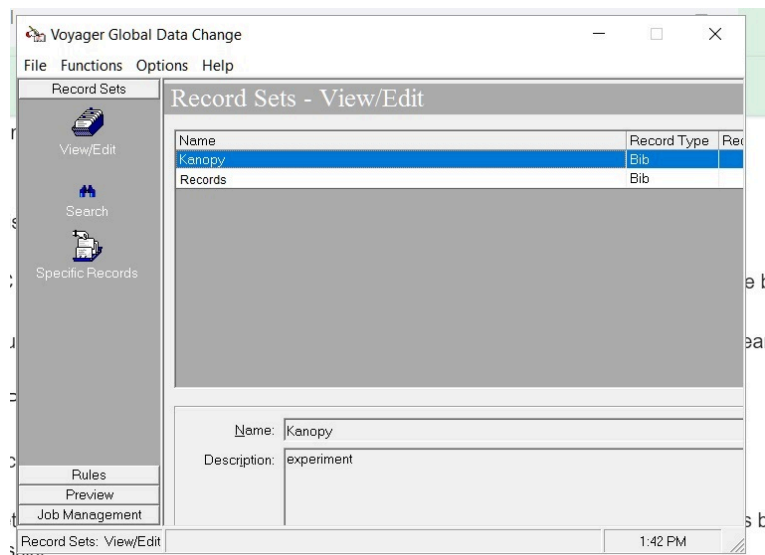 Voyager Global Data Change
File Functions Options Help
Record Sets
Record Sets - View/Edit
View/Edit
Search
Specific Records
Name Record Type
Kanopy Bib
Records Bib
Name: Kanopy
Description: experiment
Rules
Preview
Job Management
Record Sets: View/Edit 1:42 PM